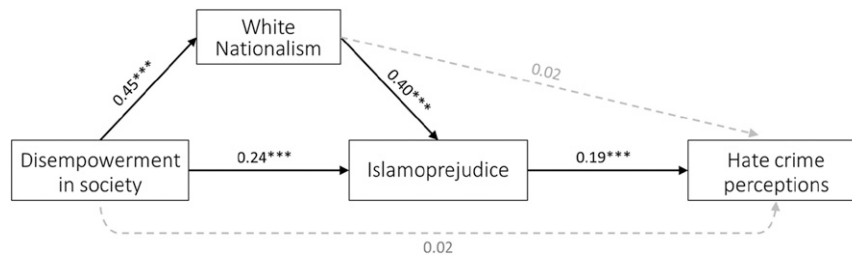 White
Nationalism
0.02
0.45***
0.40***
Disempowerment
in society
0.24***
Islamoprejudice
0.19***
Hate crime
perceptions
0.02